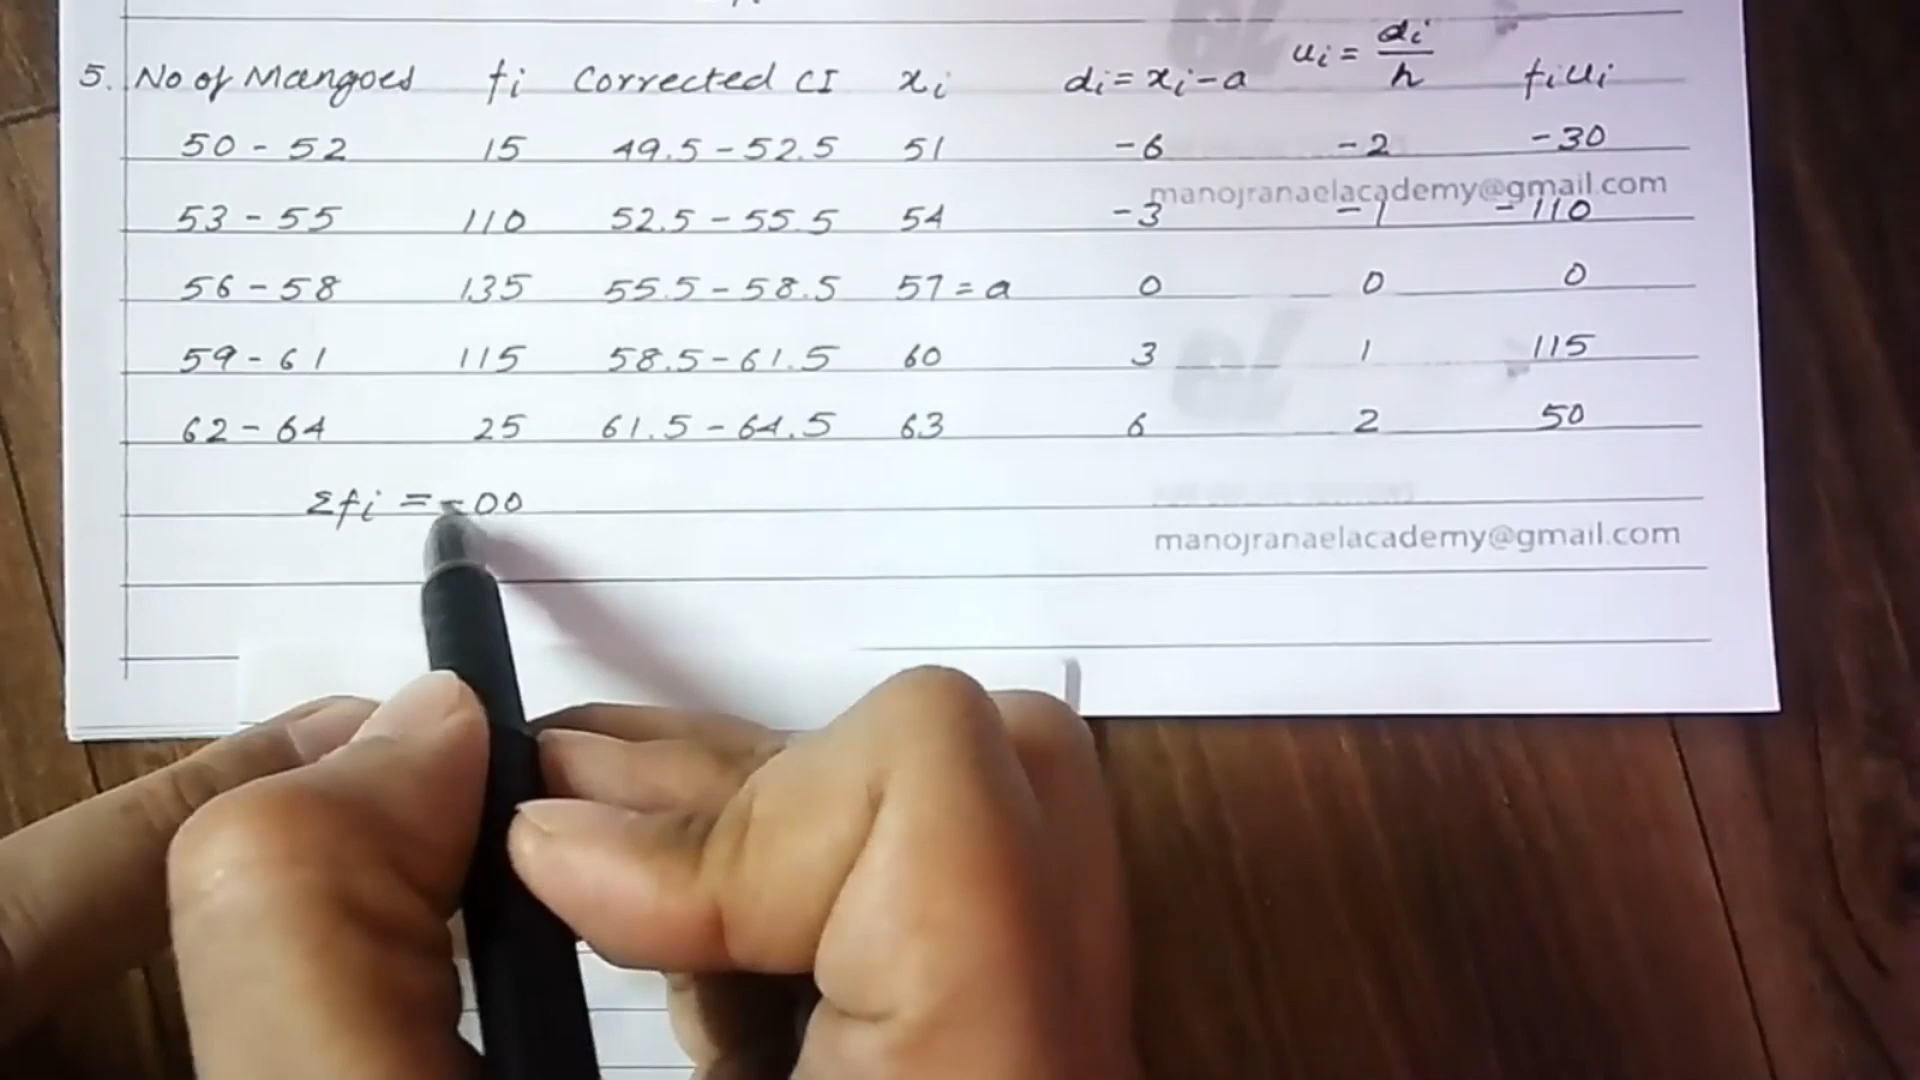 5. No of Mangoes fi Corrected CI xi di = xi - a ui = di/h fiui
50 - 52 15 49.5 - 52.5 51 -6 -2 -30
manojranaelacademy@gmail.com
53 - 55 110 52.5 - 55.5 54 -3 -1 -110
56 - 58 135 55.5 - 58.5 57 = a 0 0 0
59 - 61 115 58.5 - 61.5 60 3 1 115
62 - 64 25 61.5 - 64.5 63 6 2 50
Σfi = 00
manojranaelacademy@gmail.com